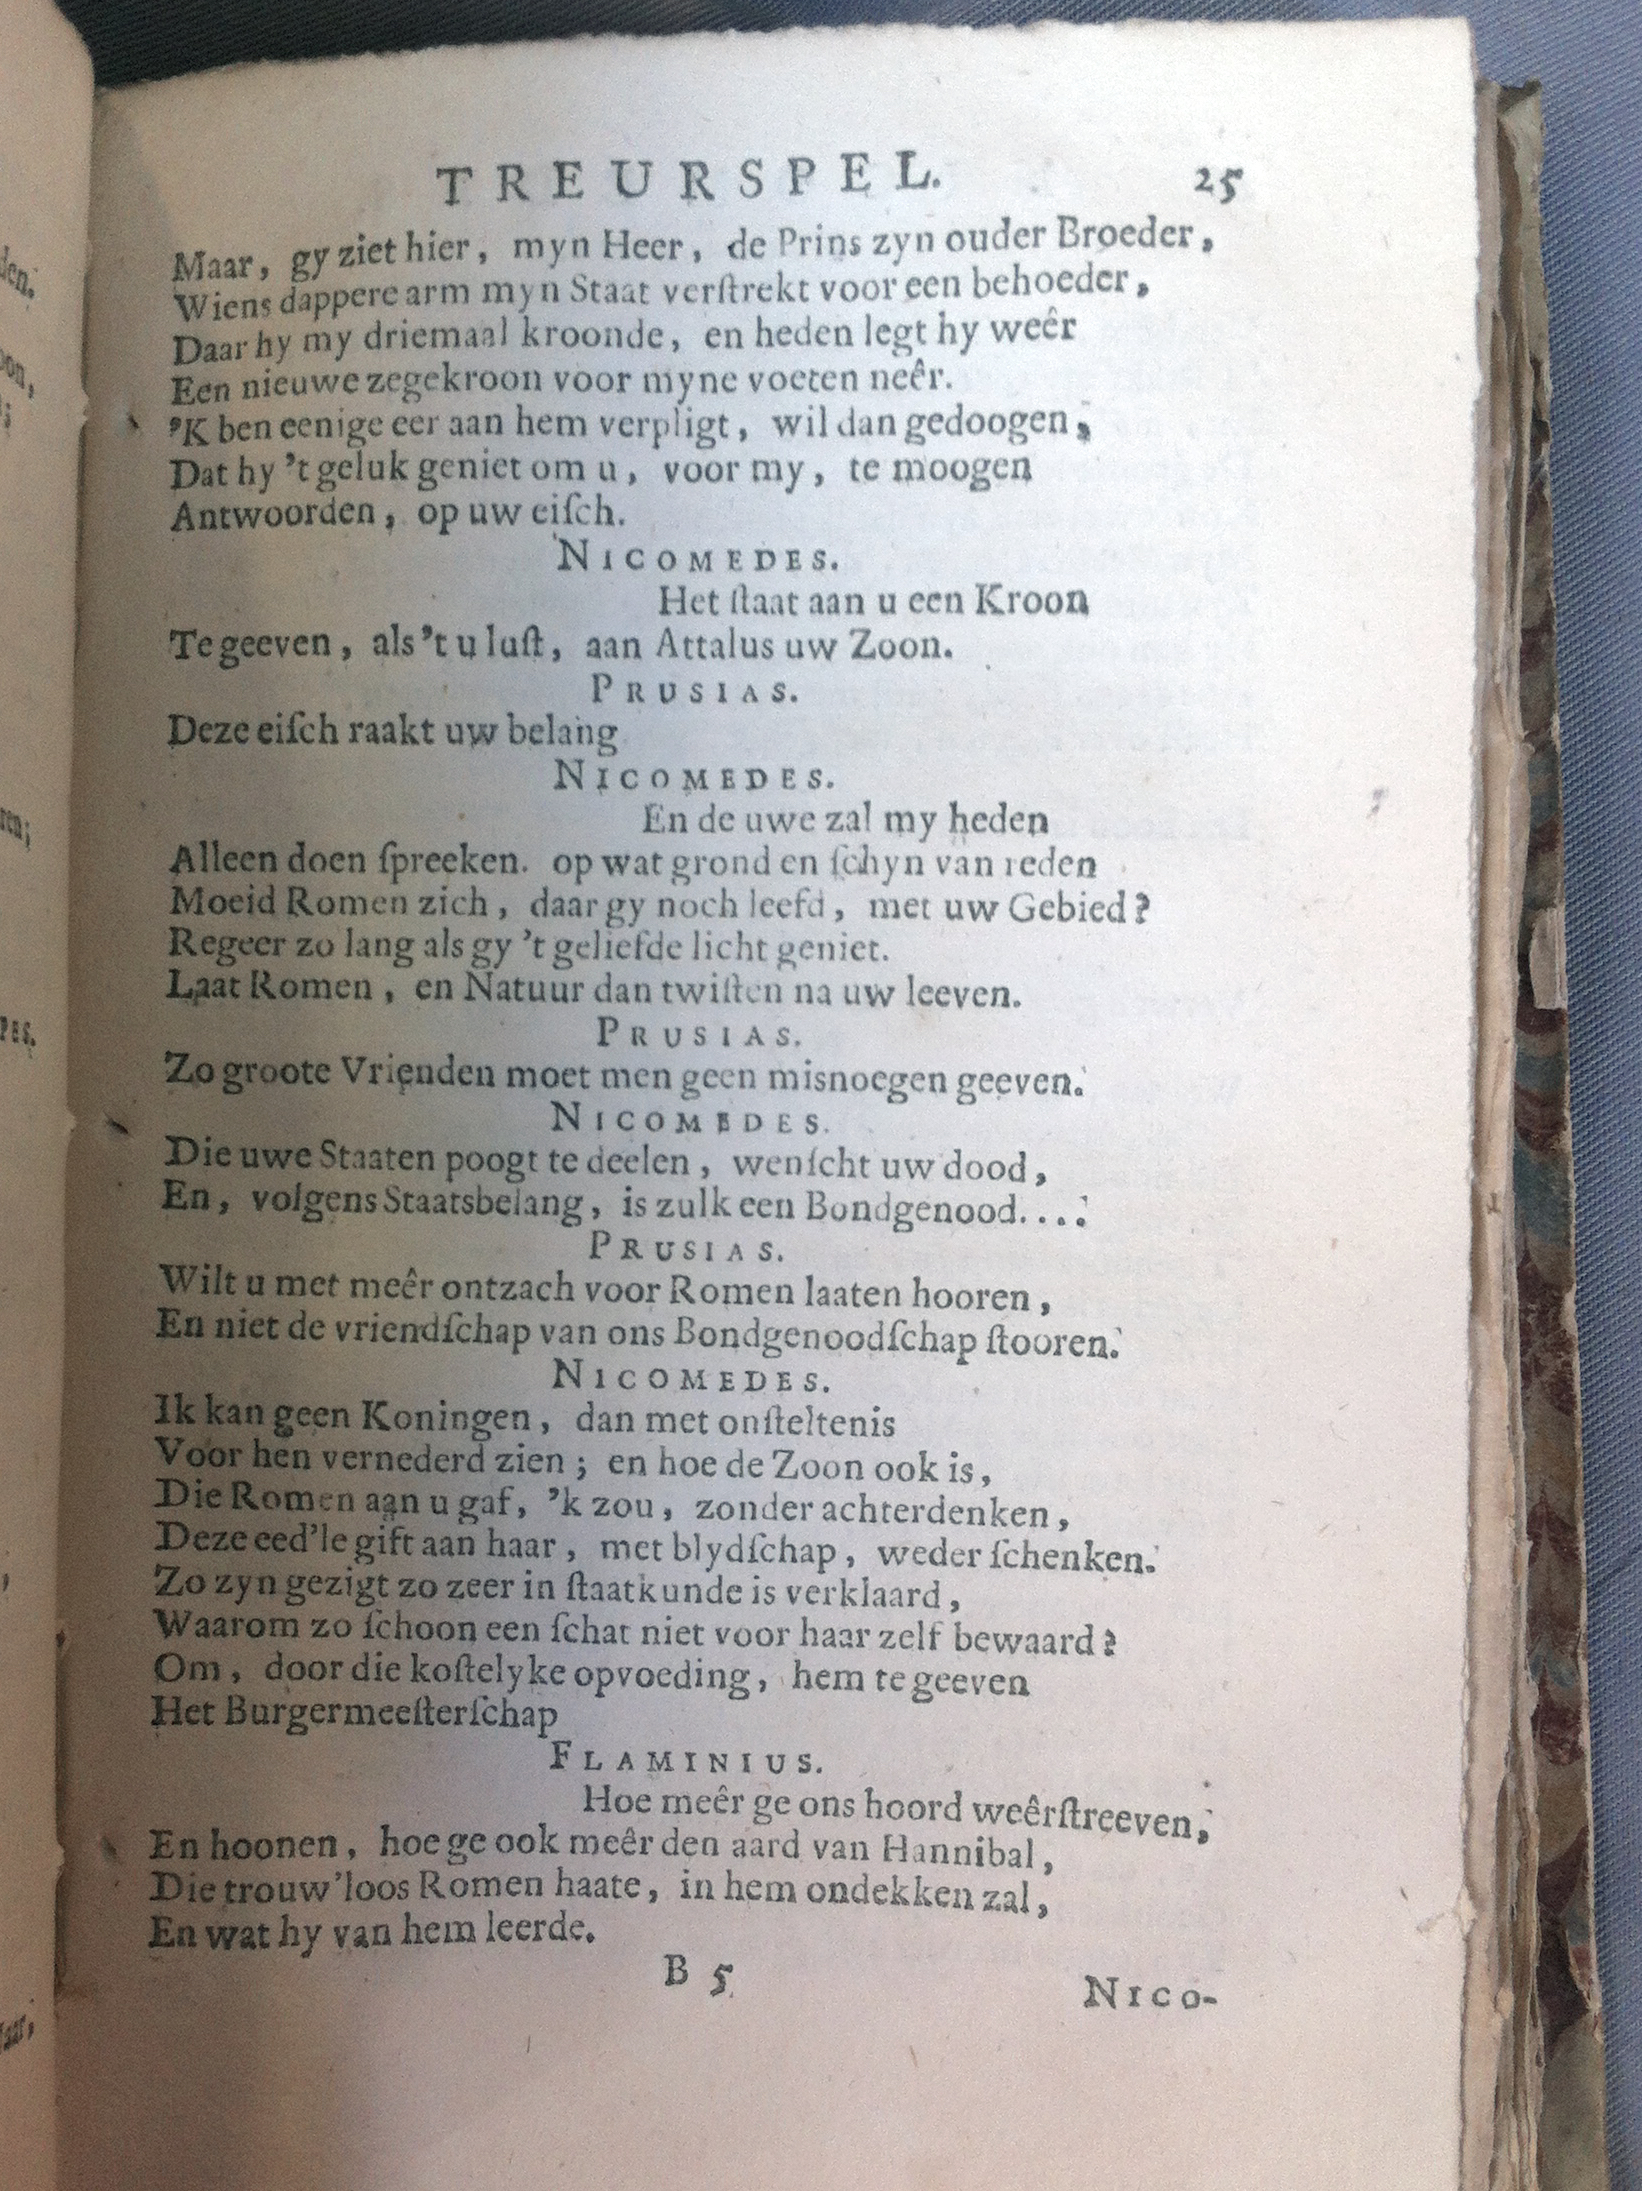 TREURSPEL. 25
Maar, gy ziet hier, myn Heer, de Prins zyn ouder Broeder,
Wiens dappere arm myn Staat verſtrekt voor een behoeder,
Daar hy my driemaal kroonde, en heden legt hy weêr
Een nieuwe zegekroon voor myne voeten neêr.
'K ben eenige eer aan hem verpligt, wil dan gedoogen,
Dat hy 't geluk geniet om u, voor my, te moogen
Antwoorden, op uw eiſch.
NICOMEDES.
Het ſtaat aan u een Kroon
Te geeven, als 't u luſt, aan Attalus uw Zoon.
PRUSIAS.
Deze eiſch raakt uw belang
NICOMEDES.
En de uwe zal my heden
Alleen doen ſpreeken. op wat grond en ſchyn van reden
Moeid Romen zich, daar gy noch leefd, met uw Gebied?
Regeer zo lang als gy 't geliefde licht geniet.
Laat Romen, en Natuur dan twiſten na uw leeven.
PRUSIAS.
Zo groote Vrienden moet men geen misnoegen geeven.
NICOMEDES.
Die uwe Staaten poogt te deelen, wenſcht uw dood,
En, volgens Staatsbelang, is zulk een Bondgenood....
PRUSIAS.
Wilt u met meêr ontzach voor Romen laaten hooren,
En niet de vriendſchap van ons Bondgenoodſchap ſtooren.
NICOMEDES.
Ik kan geen Koningen, dan met onſteltenis
Voor hen vernederd zien; en hoe de Zoon ook is,
Die Romen aan u gaf, 'k zou, zonder achterdenken,
Deze eed'le gift aan haar, met blydſchap, weder ſchenken.
Zo zyn gezigt zo zeer in ſtaatkunde is verklaard,
Waarom zo ſchoon een ſchat niet voor haar zelf bewaard?
Om, door die koſtelyke opvoeding, hem te geeven
Het Burgermeeſterſchap
FLAMINIUS.
Hoe meêr ge ons hoord weêrſtreeven,
En hoonen, hoe ge ook meêr den aard van Hannibal,
Die trouw'loos Romen haate, in hem ondekken zal,
En wat hy van hem leerde.
B 5 NICO-